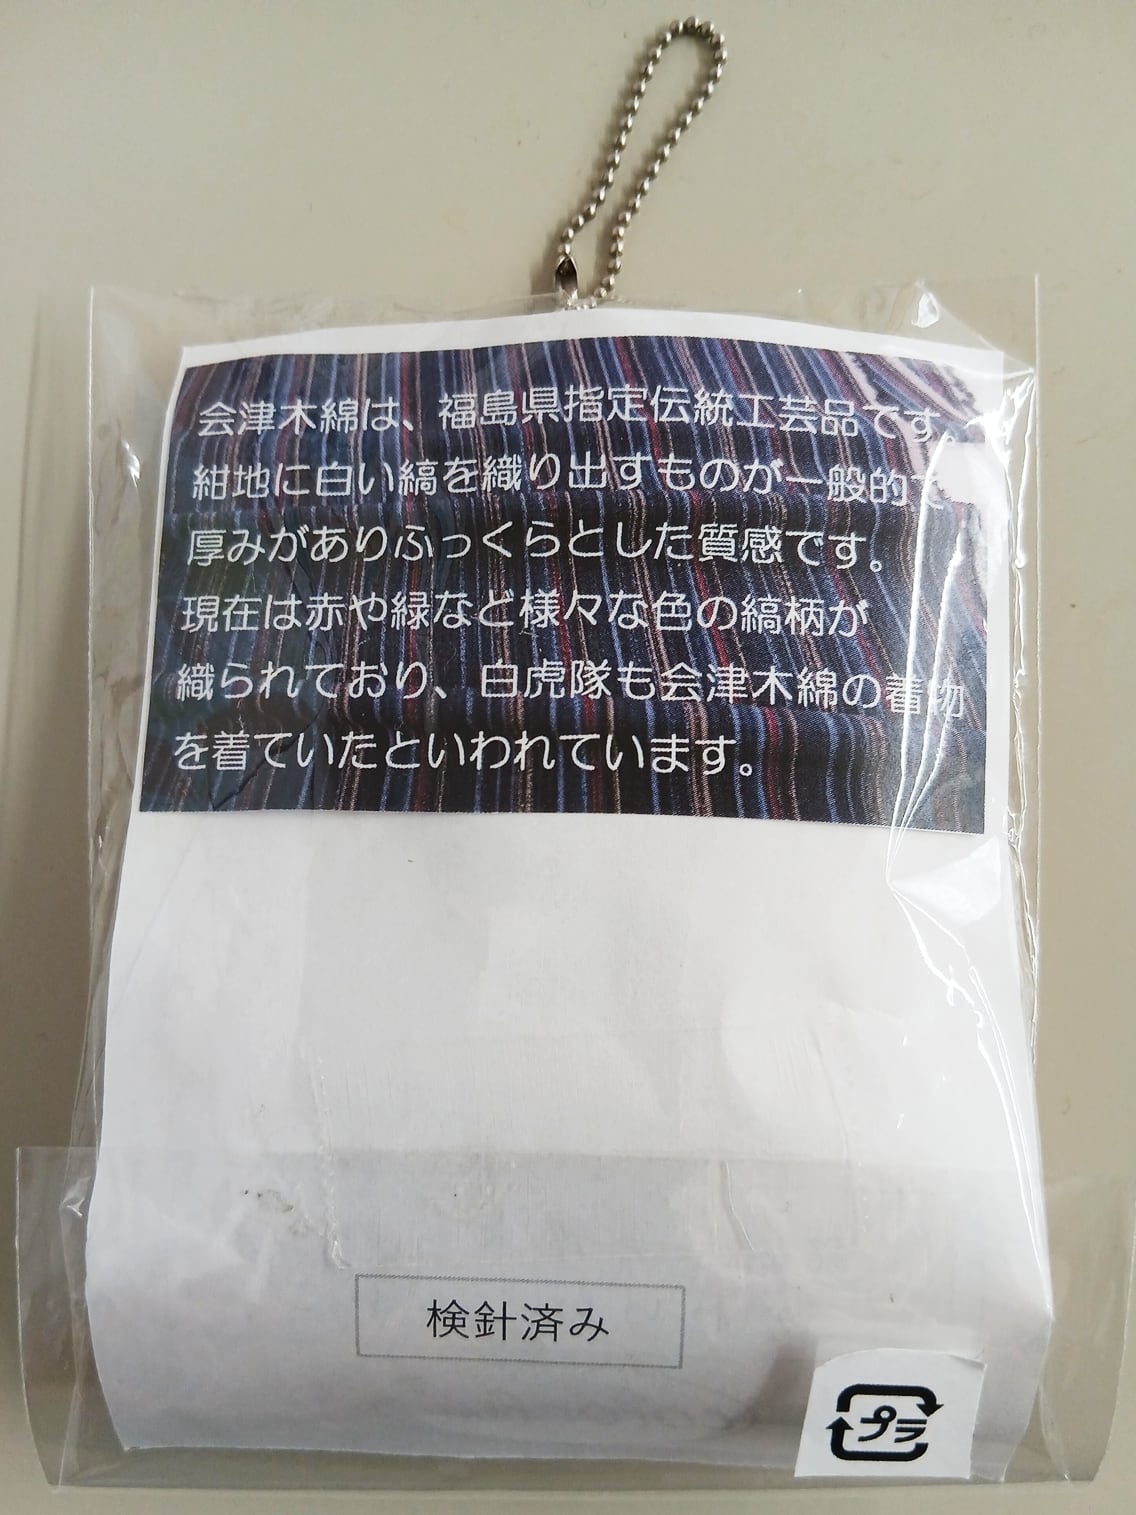 会津木綿は、福島県指定伝統工芸品です。
紺地に白い縞を織り出すものが一般的で
厚みがありふっくらとした質感です。
現在は赤や緑など様々な色の縞柄が
織られており、白虎隊も会津木綿の着物
を着ていたといわれています。
検針済み
プラ